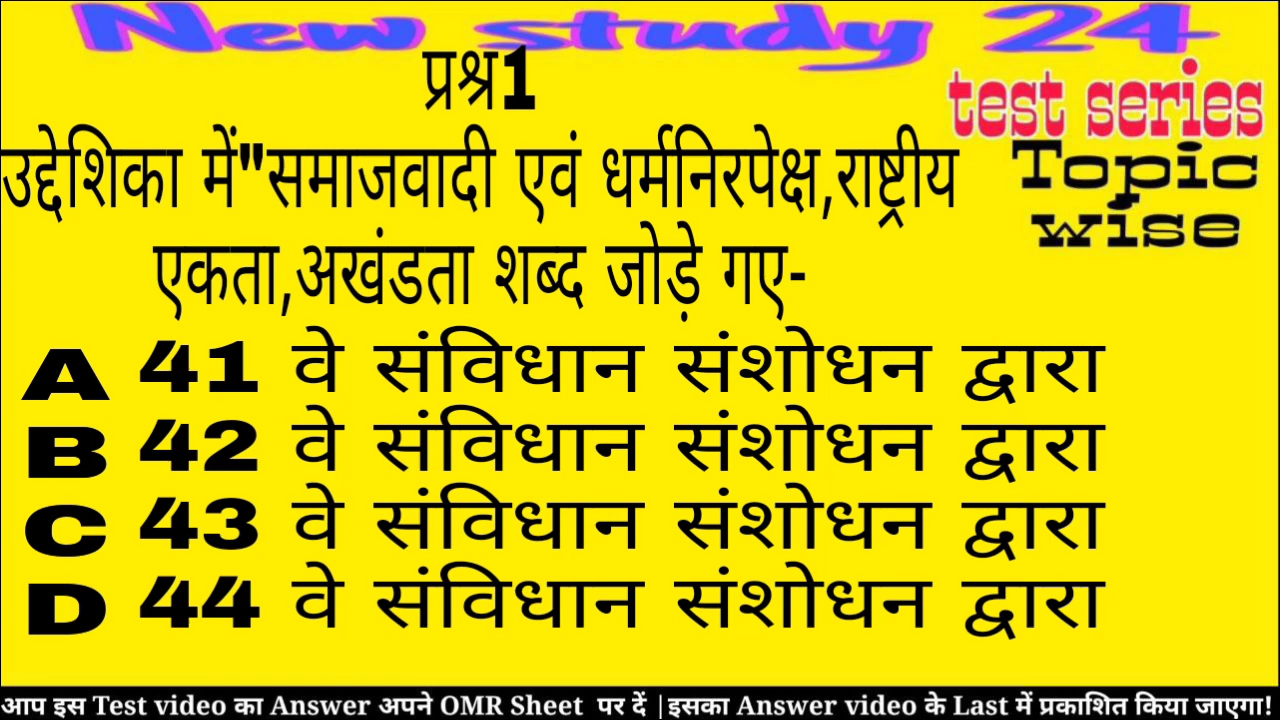 New study 24
test series
Topic
wise
प्रश्न1
उद्देशिका में"समाजवादी एवं धर्मनिरपेक्ष,राष्ट्रीय
एकता,अखंडता शब्द जोड़े गए-
A 41 वे संविधान संशोधन द्वारा
B 42 वे संविधान संशोधन द्वारा
C 43 वे संविधान संशोधन द्वारा
D 44 वे संविधान संशोधन द्वारा
आप इस Test video का Answer अपने OMR Sheet पर दें |इसका Answer video के Last में प्रकाशित किया जाएगा!